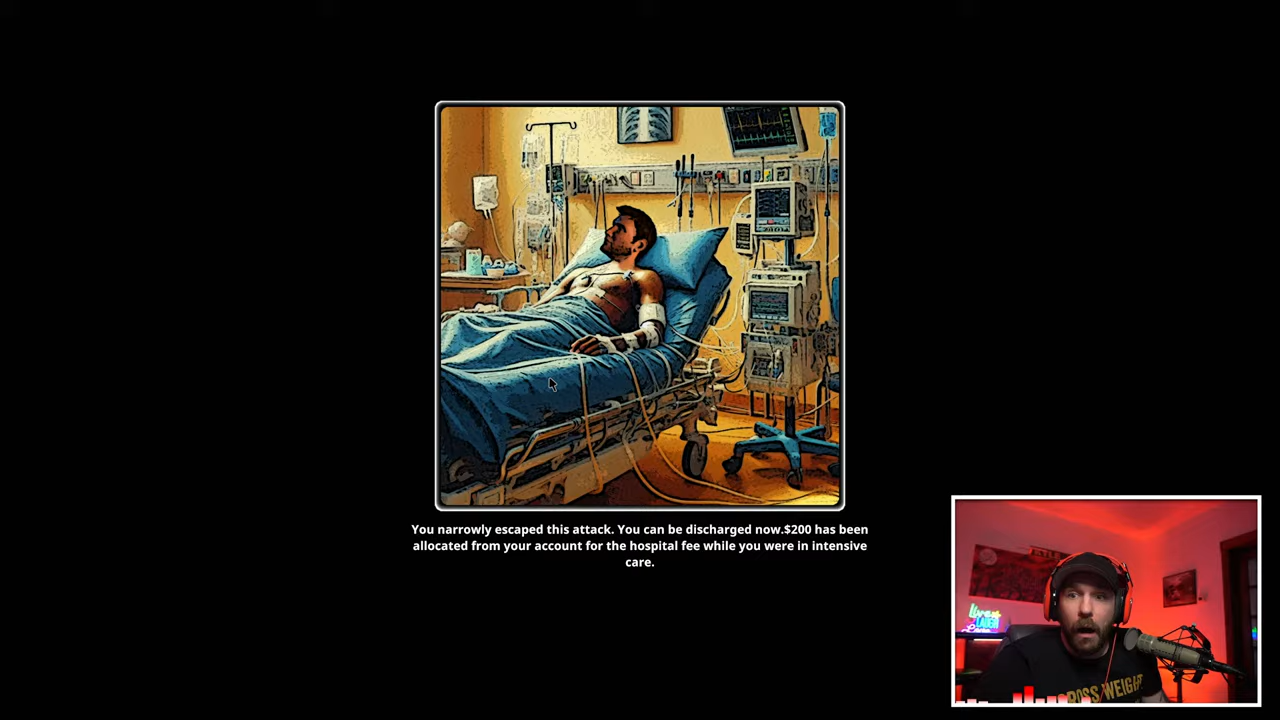 You narrowly escaped this attack. You can be discharged now.$200 has been
allocated from your account for the hospital fee while you were in intensive
care.
LAUGH